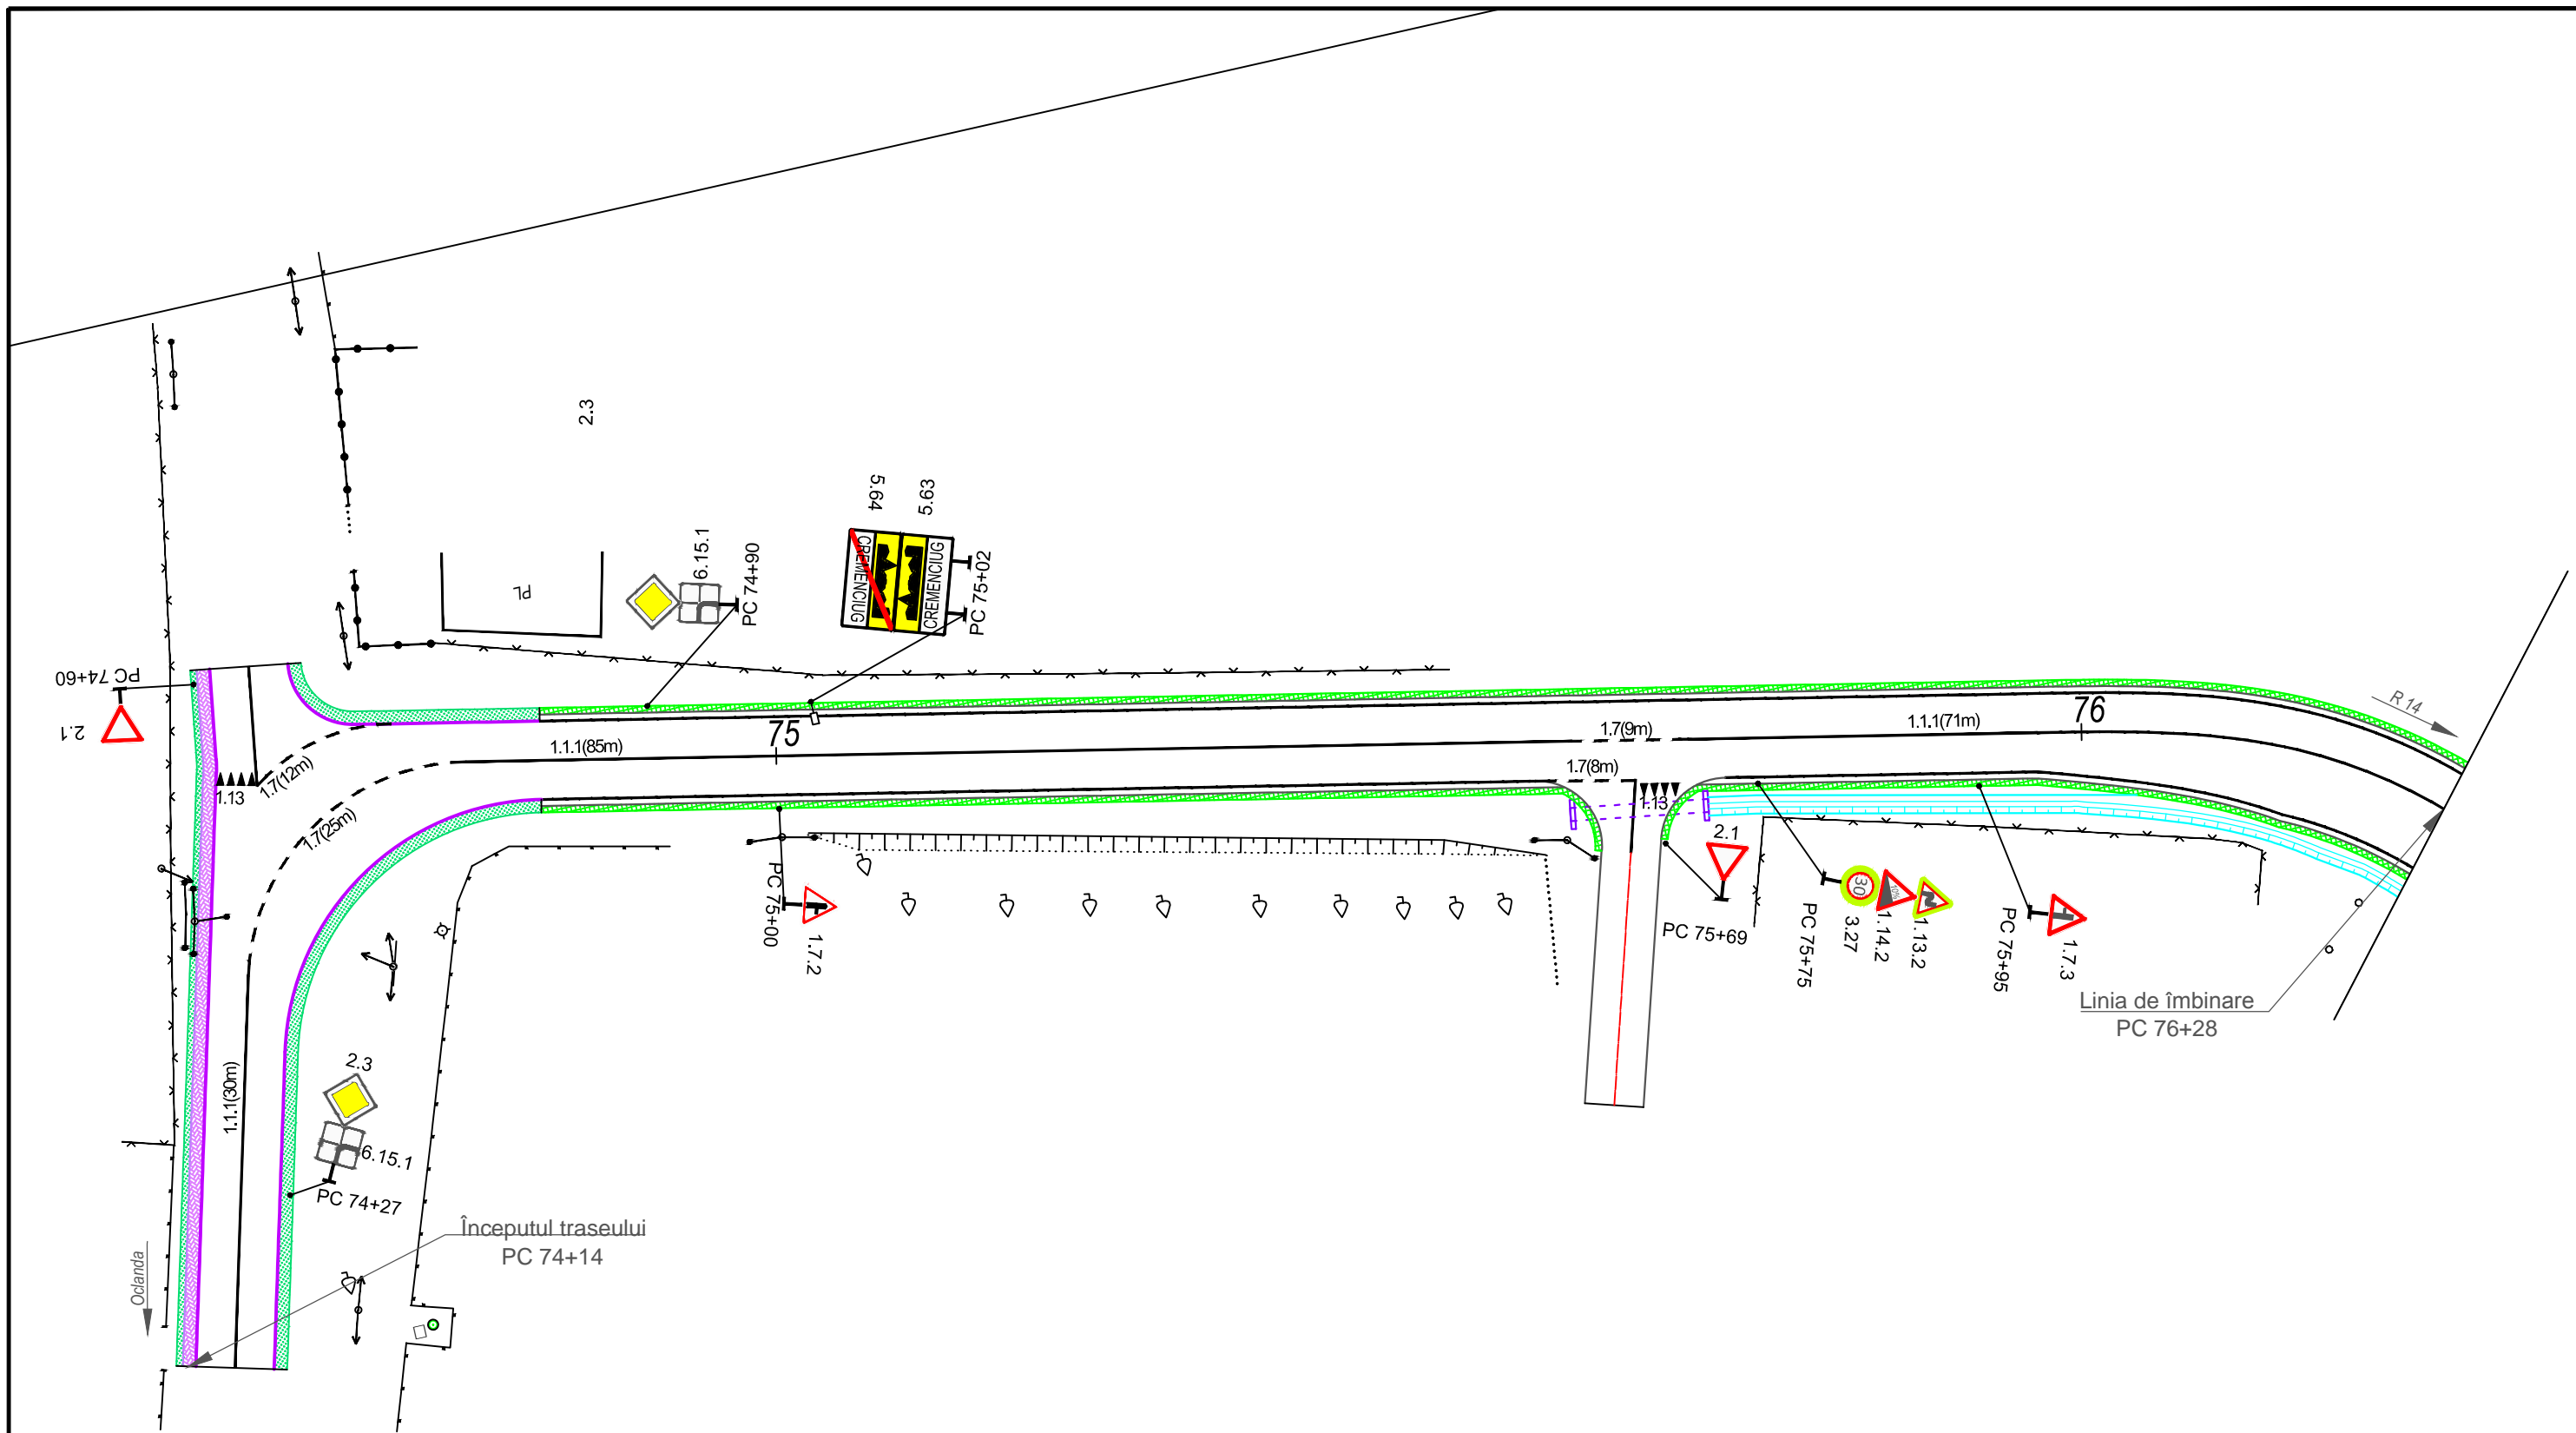 2.3
5.64
5.63
CREMENCIUG
CREMENCIUG
PC 75+02
6.15.1
PC 74+90
PL
PC 74+60
2.1
R 14
75
76
1.1.1(85m)
1.7(9m)
1.1.1(71m)
1.7(8m)
1.13
1.7(12m)
1.7(25m)
1.13
2.1
PC 75+69
PC 75+00
1.7.2
30
10%
PC 75+75
3.27
1.14.2
1.13.2
PC 75+95
1.7.3
Linia de îmbinare
PC 76+28
1.1.1(30m)
2.3
6.15.1
PC 74+27
Începutul traseului
PC 74+14
Oclanda